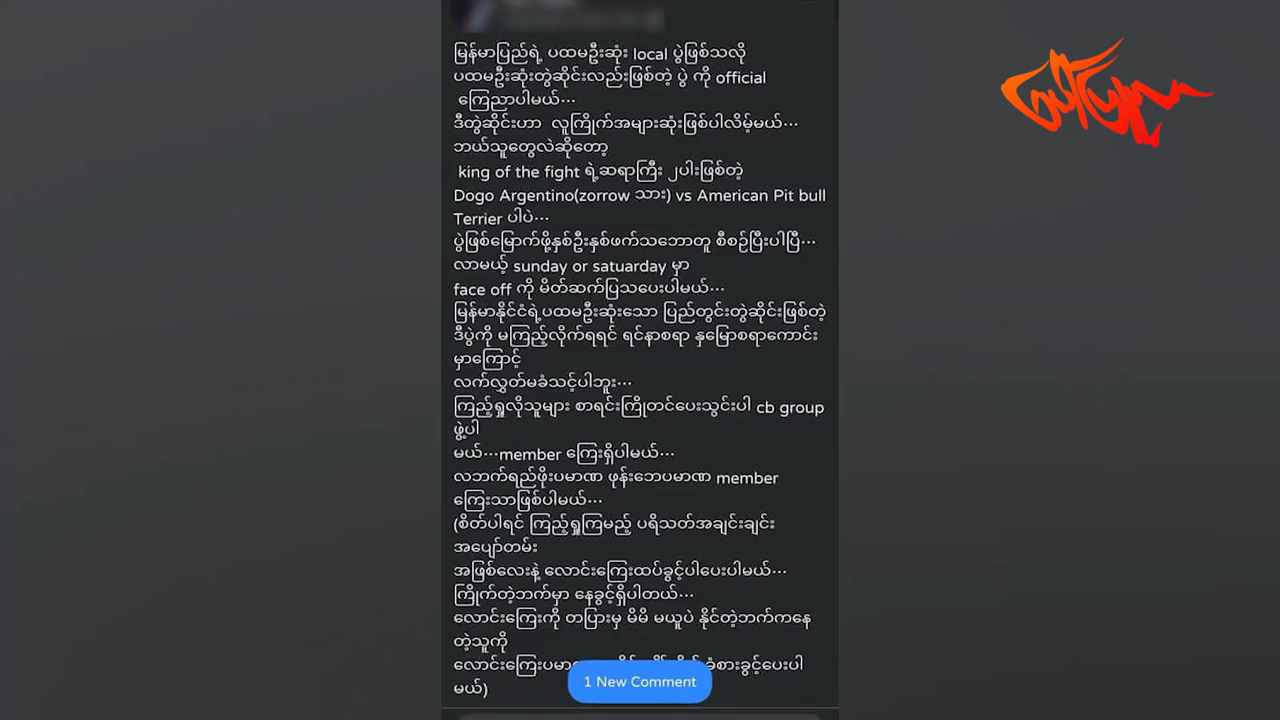 မြန်မာပြည်ရဲ့ ပထမဦးဆုံး local ပွဲဖြစ်သလို
ပထမဦးဆုံးတွဲဆိုင်းလည်းဖြစ်တဲ့ ပွဲ ကို official
ကြေညာပါမယ်…
ဒီတွဲဆိုင်းဟာ လူကြိုက်အများဆုံးဖြစ်ပါလိမ့်မယ်…
ဘယ်သူတွေလဲဆိုတော့
king of the fight ရဲ့ဆရာကြီး ၂ပါးဖြစ်တဲ့
Dogo Argentino(zorrow သား) vs American Pit bull
Terrier ပါပဲ…
ပွဲဖြစ်မြောက်ဖို့နှစ်ဦးနှစ်ဖက်သဘောတူ စီစဉ်ပြီးပါပြီ…
လာမယ့် sunday or satuarday မှာ
face off ကို မိတ်ဆက်ပြသပေးပါမယ်…
မြန်မာနိုင်ငံရဲ့ပထမဦးဆုံးသော ပြည်တွင်းတွဲဆိုင်းဖြစ်တဲ့
ဒီပွဲကို မကြည့်လိုက်ရရင် ရင်နာစရာ နှမြောစရာကောင်း
မှာကြောင့်
လက်လွှတ်မခံသင့်ပါဘူး…
ကြည့်ရှုလိုသူများ စာရင်းကြိုတင်ပေးသွင်းပါ cb group
ဖွဲ့ပါ
မယ်…member ကြေးရှိပါမယ်…
လဘက်ရည်ဖိုးပမာဏ ဖုန်းဘေပမာဏ member
ကြေးသာဖြစ်ပါမယ်…
(စိတ်ပါရင် ကြည့်ရှုကြမည့် ပရိသတ်အချင်းချင်း
အပျော်တမ်း
အဖြစ်လေးနဲ့ လောင်းကြေးထပ်ခွင့်ပါပေးပါမယ်…
ကြိုက်တဲ့ဘက်မှာ နေခွင့်ရှိပါတယ်…
လောင်းကြေးကို တပြားမှ မိမိ မယူပဲ နိုင်တဲ့ဘက်ကနေ
တဲ့သူကို
လောင်းကြေးပမာ ခံစားခွင့်ပေးပါ
မယ်)
1 New Comment